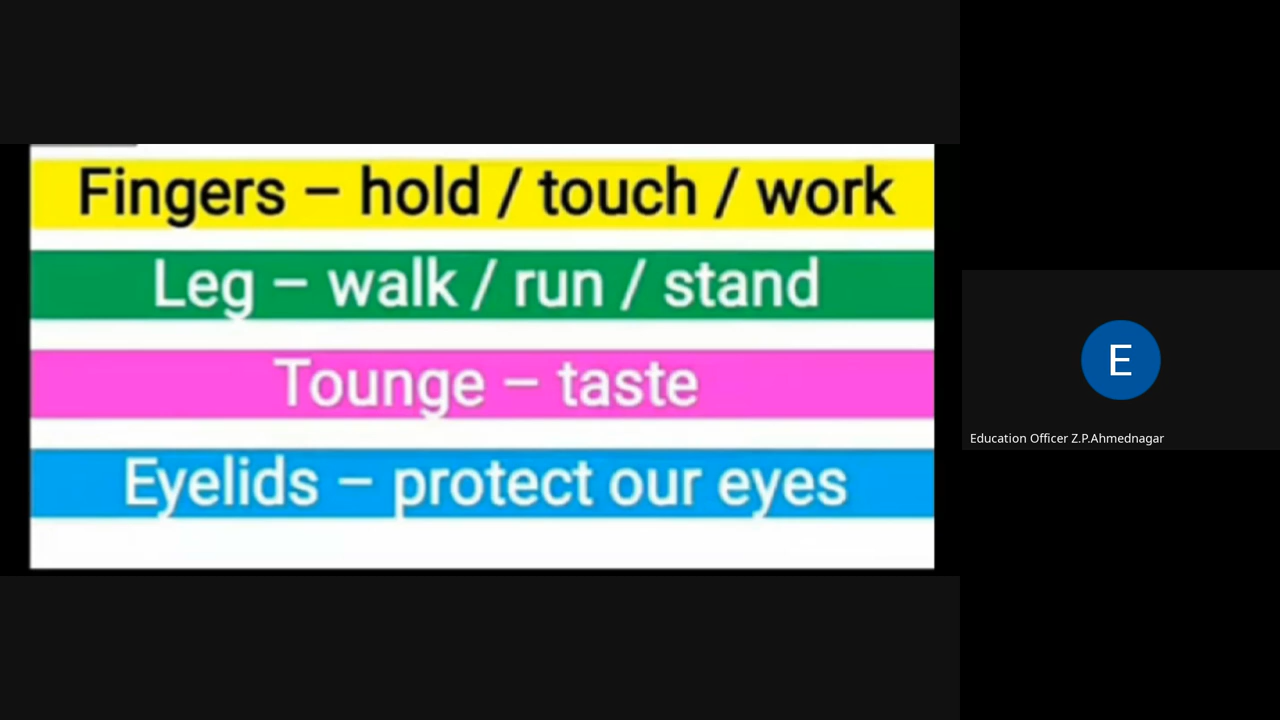 Fingers – hold / touch / work
Leg – walk / run / stand
Tounge – taste
Eyelids – protect our eyes
E
Education Officer Z.P.Ahmednagar